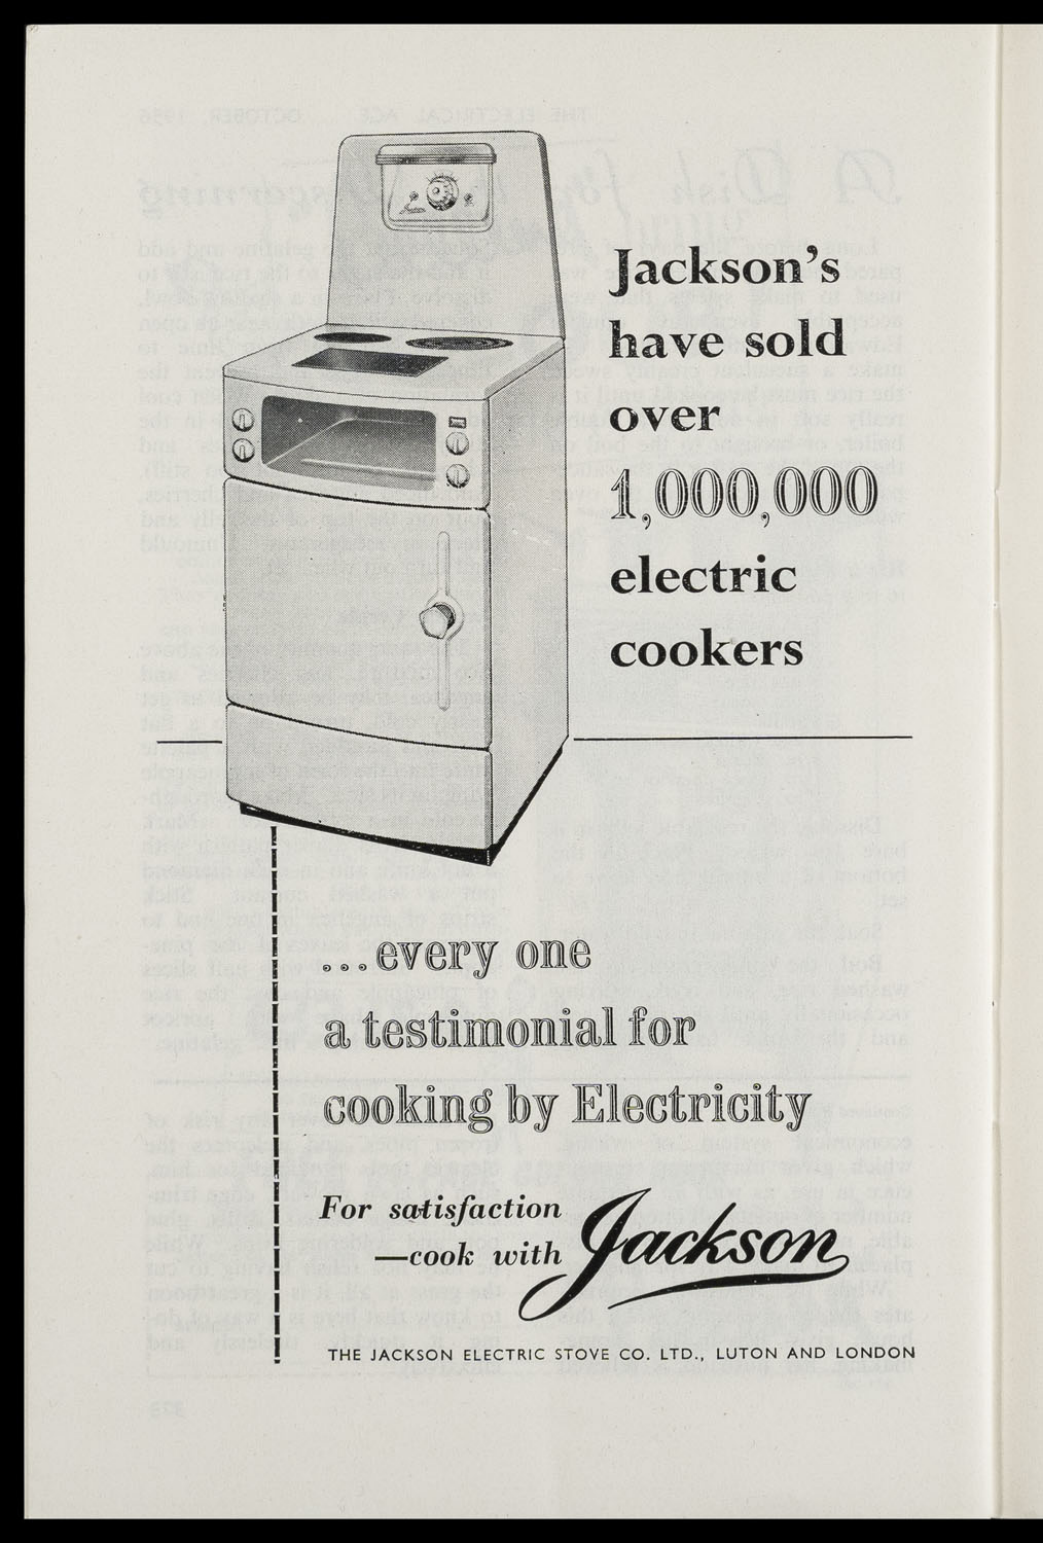 Jackson's
have sold
over
1,000,000
electric
cookers
...every one
a testimonial for
cooking by Electricity
For satisfaction
—cook with Jackson
THE JACKSON ELECTRIC STOVE CO. LTD., LUTON AND LONDON